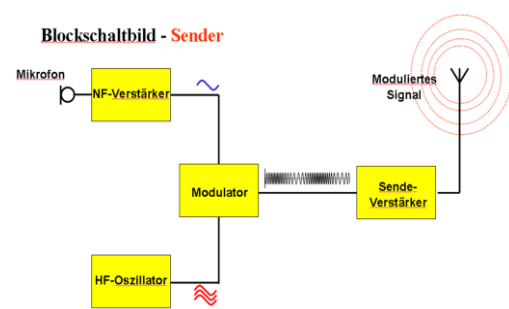 Blockschaltbild - Sender
Mikrofon
NF-Verstärker
Moduliertes
Signal
Modulator
Sende-
Verstärker
HF-Oszillator